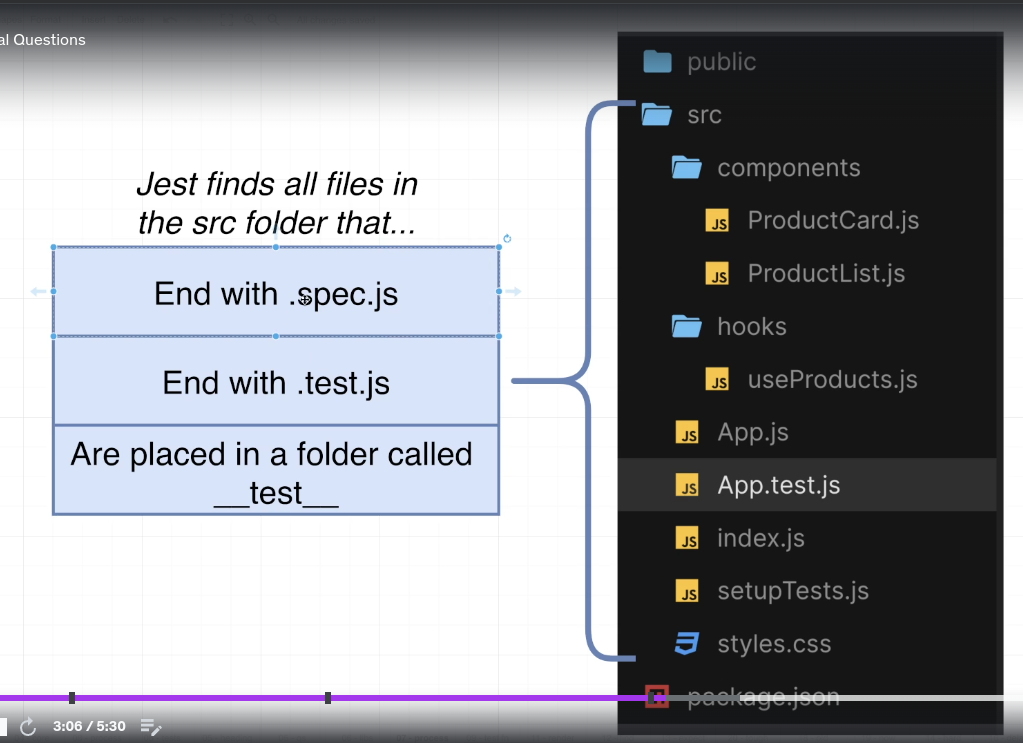 al Questions
Jest finds all files in
the src folder that...
End with .spec.js
End with .test.js
Are placed in a folder called
__test__
public
src
components
JS ProductCard.js
JS ProductList.js
hooks
JS useProducts.js
JS App.js
JS App.test.js
JS index.js
JS setupTests.js
styles.css
package.json
3:06 / 5:30